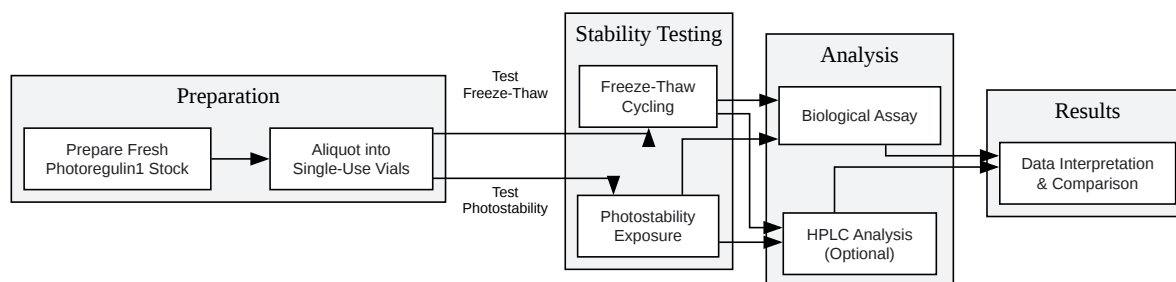 Preparation
Prepare Fresh
Photoregulin1 Stock
Aliquot into
Single-Use Vials
Test
Freeze-Thaw
Test
Photostability
Stability Testing
Freeze-Thaw
Cycling
Photostability
Exposure
Analysis
Biological Assay
HPLC Analysis
(Optional)
Results
Data Interpretation
& Comparison